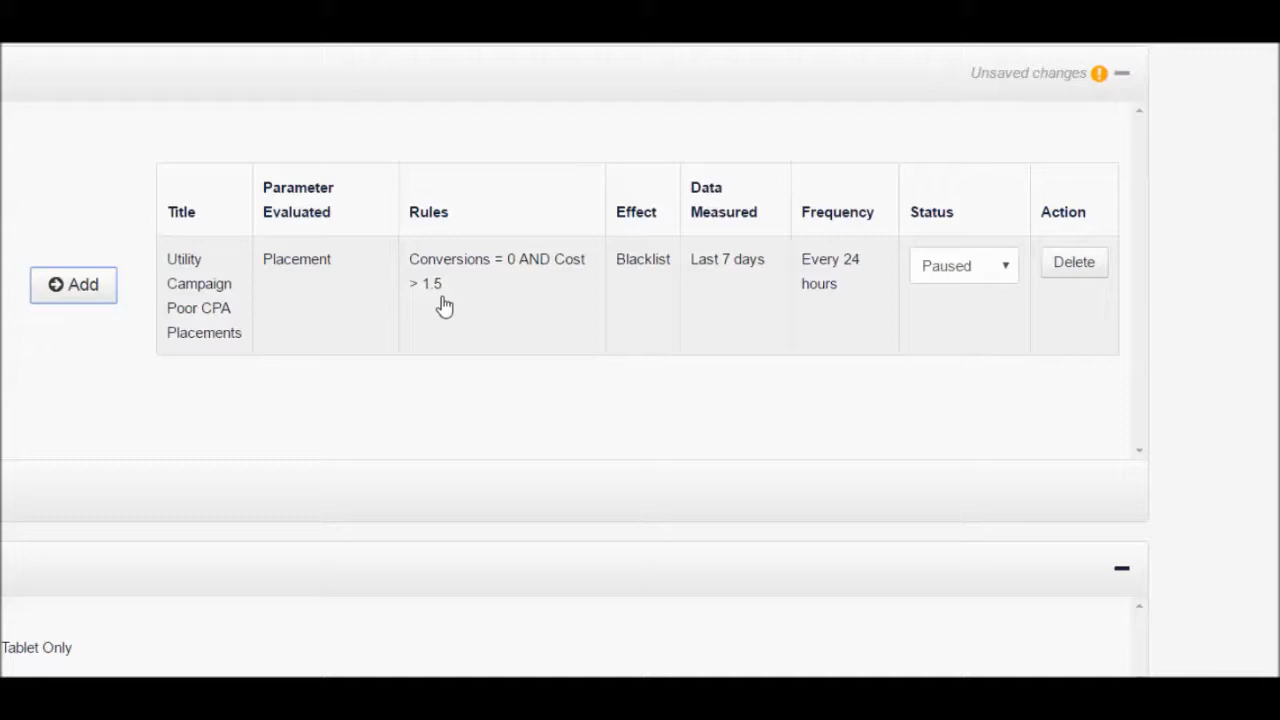 Unsaved changes
Title
Parameter
Evaluated
Rules
Effect
Data
Measured
Frequency
Status
Action
Add
Utility
Campaign
Poor CPA
Placements
Placement
Conversions = 0 AND Cost
> 1.5
Blacklist
Last 7 days
Every 24
hours
Paused
Delete
Tablet Only